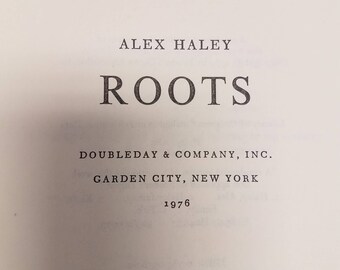 ALEX HALEY
ROOTS
DOUBLEDAY & COMPANY, INC.
GARDEN CITY, NEW YORK
1976